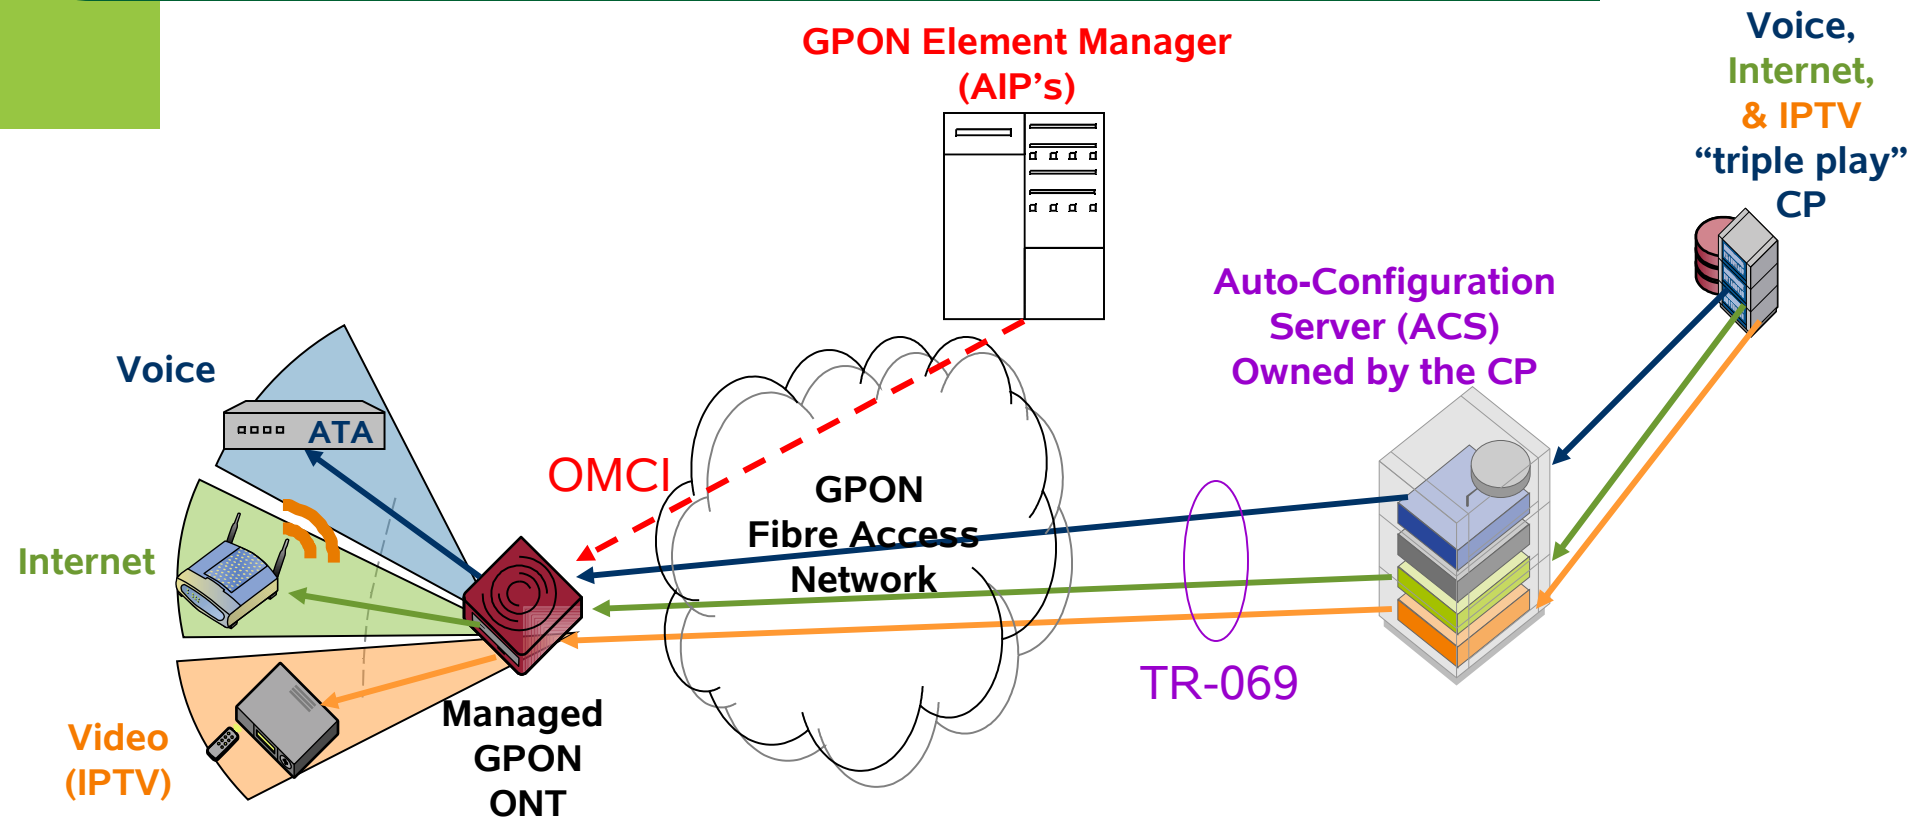 GPON Element Manager
(AIP’s)
Voice,
Internet,
& IPTV
“triple play”
CP
Auto-Configuration
Server (ACS)
Owned by the CP
Voice
ATA
OMCI
GPON
Fibre Access
Network
Internet
TR-069
Managed
GPON
ONT
Video
(IPTV)